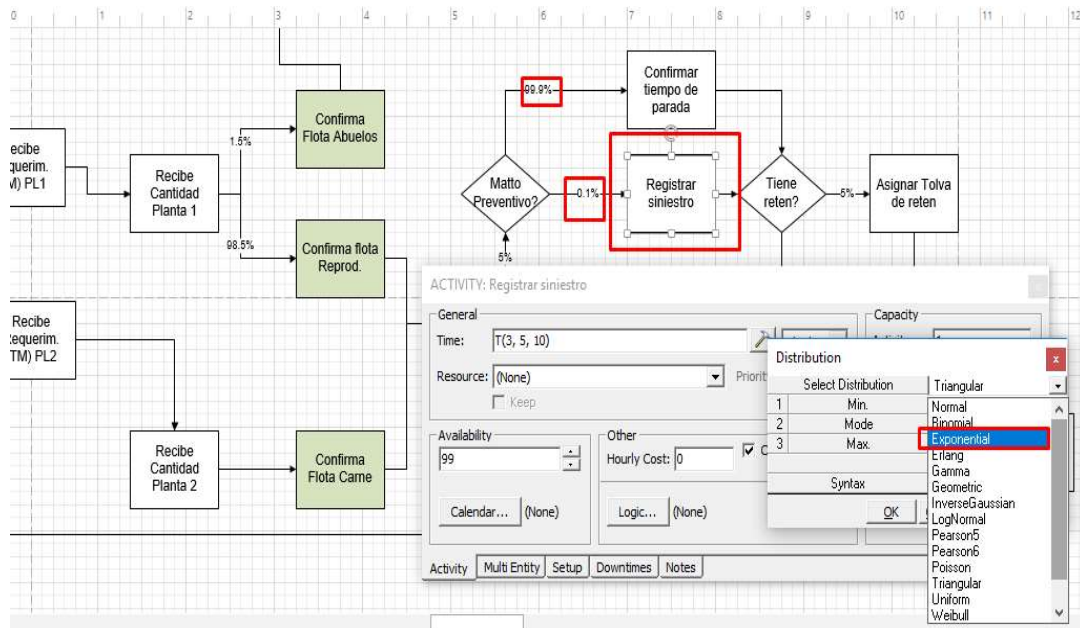 0 1 2 3 4 5 6 7 8 9 10 11 12
Confirma
Flota Abuelos
1.5%
ecibe
querim.
M) PL1
Recibe
Cantidad
Planta 1
98.5%
Confirma flota
Reprod.
Recibe
equerim.
TM) PL2
Recibe
Cantidad
Planta 2
Confirma
Flota Carne
99.9%
Confirmar
tiempo de
parada
Matto
Preventivo?
0.1%
Registrar
siniestro
Tiene
reten?
5%
Asignar Tolva
de reten
5%
ACTIVITY: Registrar siniestro
General
Time: T(3, 5, 10)
Resource: (None)
Priorit
Keep
Capacity
Availability
99
Calendar... (None)
Other
Hourly Cost: 0
C
Logic... (None)
Activity Multi Entity Setup Downtimes Notes
Distribution
x
Select Distribution Triangular
1 Min.
2 Mode
3 Max.
Syntax
OK
Normal
Binomial
Exponential
Erlang
Gamma
Geometric
InverseGaussian
LogNormal
Pearson5
Pearson6
Poisson
Triangular
Uniform
Weibull